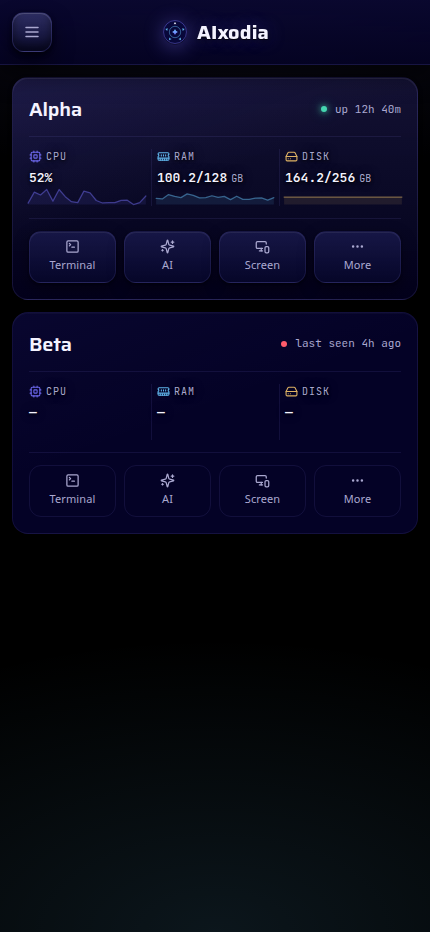 AIxodia
Alpha
up 12h 40m
CPU RAM DISK
52% 100.2/128 GB 164.2/256 GB
Terminal AI Screen More
Beta
last seen 4h ago
CPU RAM DISK
— — —
Terminal AI Screen More